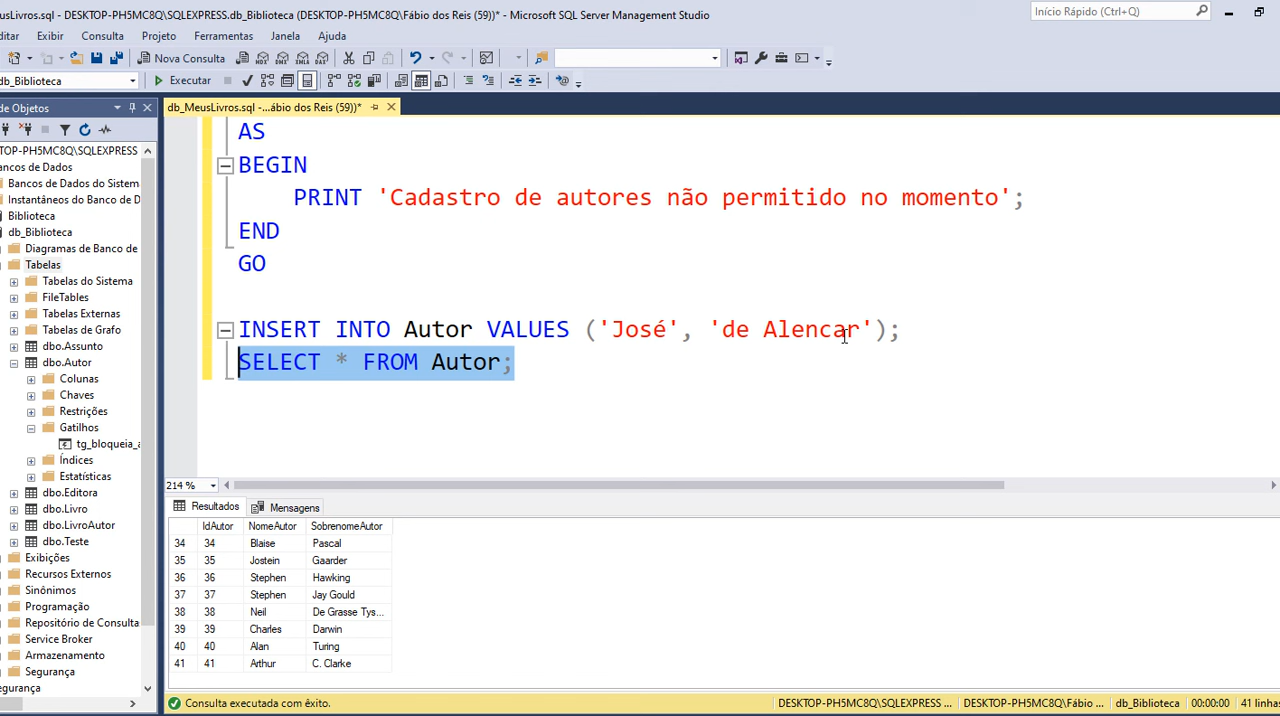 eusLivros.sql - DESKTOP-PH5MC8Q\SQLEXPRESS.db_Biblioteca (DESKTOP-PH5MC8Q\Fábio dos Reis (59))* - Microsoft SQL Server Management Studio
Início Rápido (Ctrl+Q)
ditar Exibir Consulta Projeto Ferramentas Janela Ajuda
Nova Consulta
db_Biblioteca Executar
de Objetos
db_MeusLivros.sql -...ábio dos Reis (59))*
TOP-PH5MC8Q\SQLEXPRESS
ancos de Dados
Bancos de Dados do Sistem
Instantâneos do Banco de D
Biblioteca
db_Biblioteca
Diagramas de Banco de
Tabelas
Tabelas do Sistema
FileTables
Tabelas Externas
Tabelas de Grafo
dbo.Assunto
dbo.Autor
Colunas
Chaves
Restrições
Gatilhos
tg_bloqueia_a
Índices
Estatísticas
dbo.Editora
dbo.Livro
dbo.LivroAutor
dbo.Teste
Exibições
Recursos Externos
Sinônimos
Programação
Repositório de Consulta
Service Broker
Armazenamento
Segurança
egurança
AS
BEGIN
PRINT 'Cadastro de autores não permitido no momento';
END
GO
INSERT INTO Autor VALUES ('José', 'de Alencar');
SELECT * FROM Autor;
214 %
Resultados Mensagens
IdAutor NomeAutor SobrenomeAutor
34 34 Blaise Pascal
35 35 Jostein Gaarder
36 36 Stephen Hawking
37 37 Stephen Jay Gould
38 38 Neil De Grasse Tys...
39 39 Charles Darwin
40 40 Alan Turing
41 41 Arthur C. Clarke
Consulta executada com êxito. DESKTOP-PH5MC8Q\SQLEXPRESS ... DESKTOP-PH5MC8Q\Fábio ... db_Biblioteca 00:00:00 41 linha